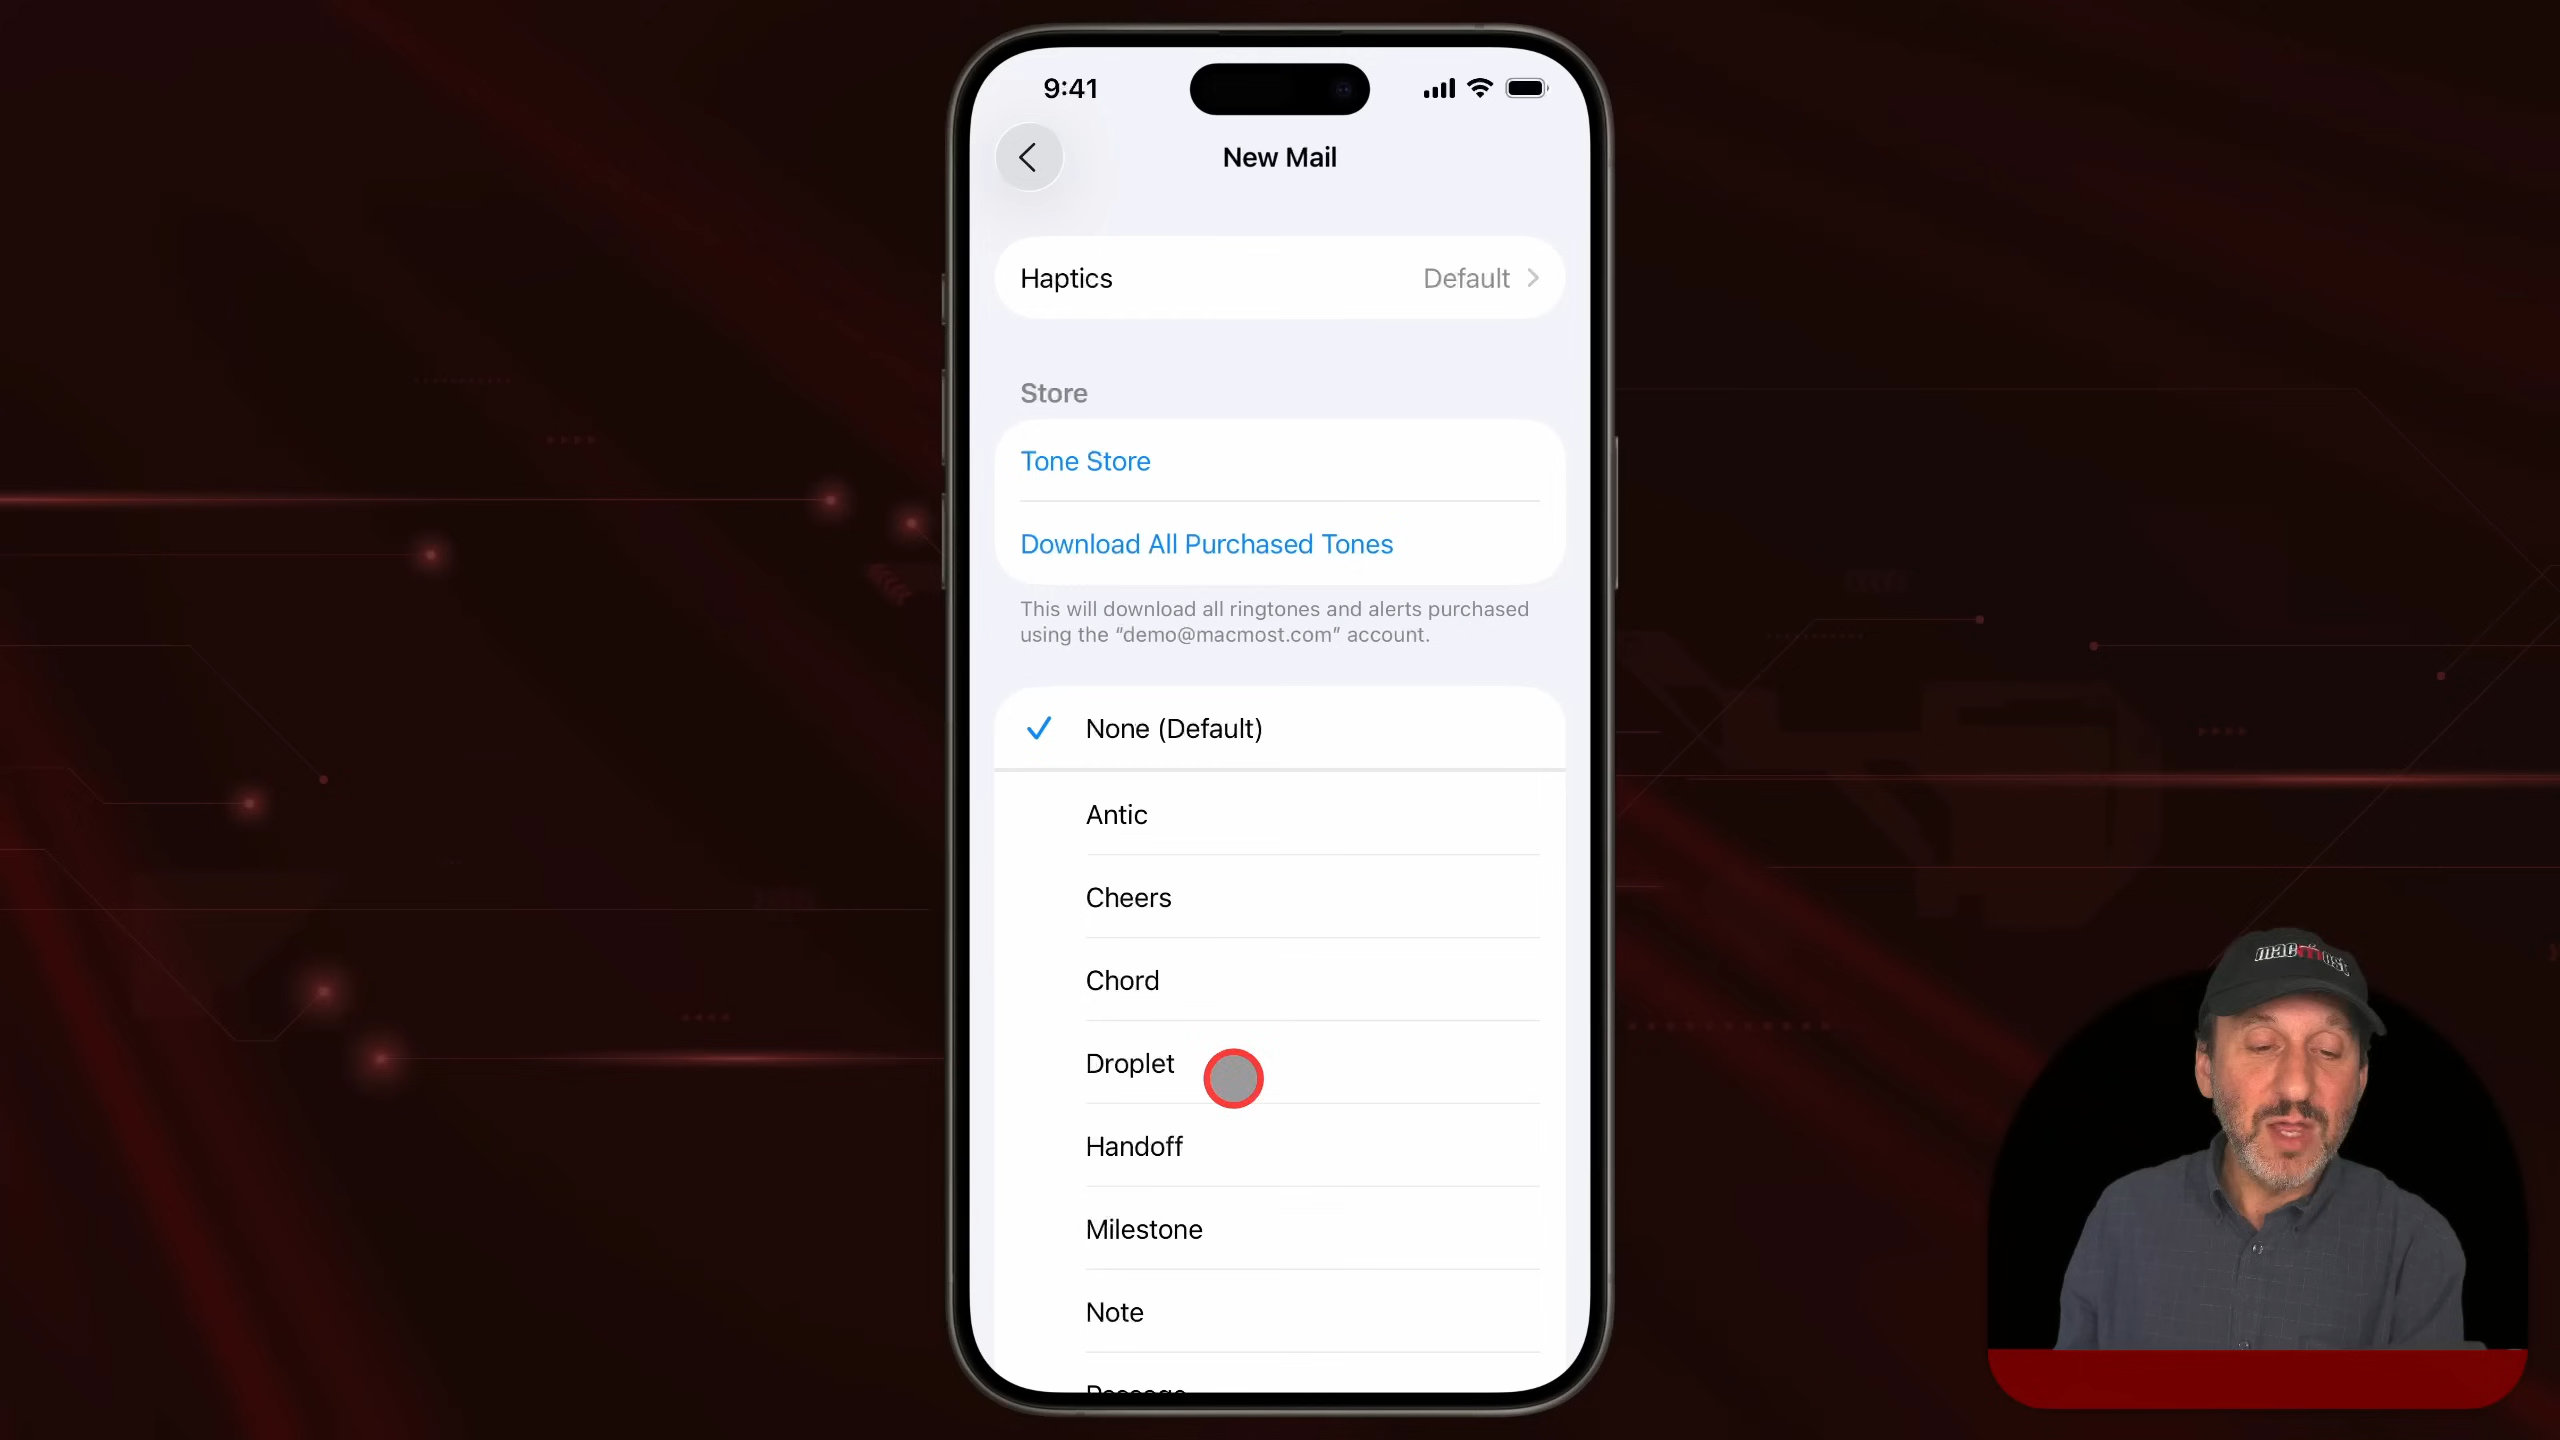 9:41
New Mail
Haptics Default
Store
Tone Store
Download All Purchased Tones
This will download all ringtones and alerts purchased
using the “demo@macmost.com” account.
None (Default)
Antic
Cheers
Chord
Droplet
Handoff
Milestone
Note
macmost